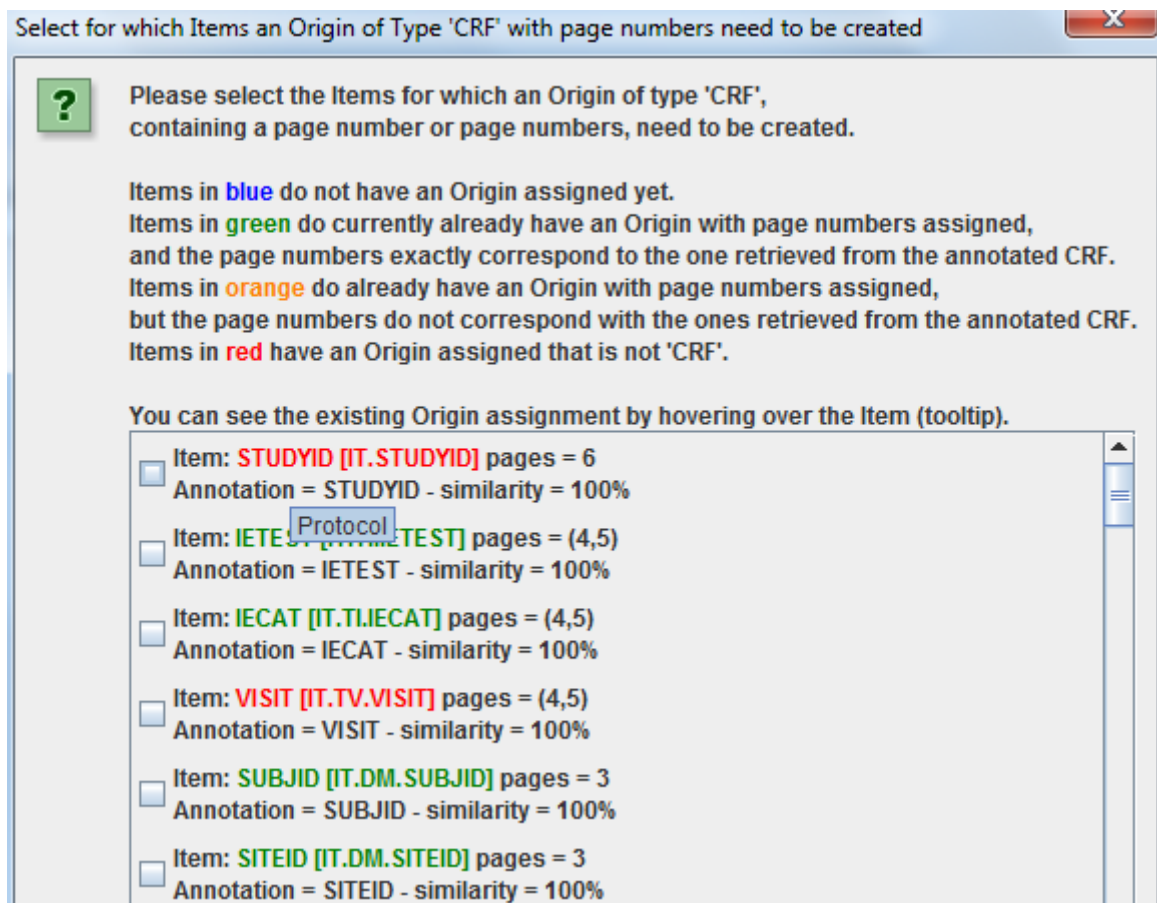 Select for which Items an Origin of Type 'CRF' with page numbers need to be created
X
?
Please select the Items for which an Origin of type 'CRF',
containing a page number or page numbers, need to be created.
Items in blue do not have an Origin assigned yet.
Items in green do currently already have an Origin with page numbers assigned,
and the page numbers exactly correspond to the one retrieved from the annotated CRF.
Items in orange do already have an Origin with page numbers assigned,
but the page numbers do not correspond with the ones retrieved from the annotated CRF.
Items in red have an Origin assigned that is not 'CRF'.
You can see the existing Origin assignment by hovering over the Item (tooltip).
Item: STUDYID [IT.STUDYID] pages = 6
Annotation = STUDYID - similarity = 100%
Protocol
Item: pages = (4,5)
Annotation = IETEST - similarity = 100%
Item: IECAT [IT.TI.IECAT] pages = (4,5)
Annotation = IECAT - similarity = 100%
Item: VISIT [IT.TV.VISIT] pages = (4,5)
Annotation = VISIT - similarity = 100%
Item: SUBJID [IT.DM.SUBJID] pages = 3
Annotation = SUBJID - similarity = 100%
Item: SITEID [IT.DM.SITEID] pages = 3
Annotation = SITEID - similarity = 100%